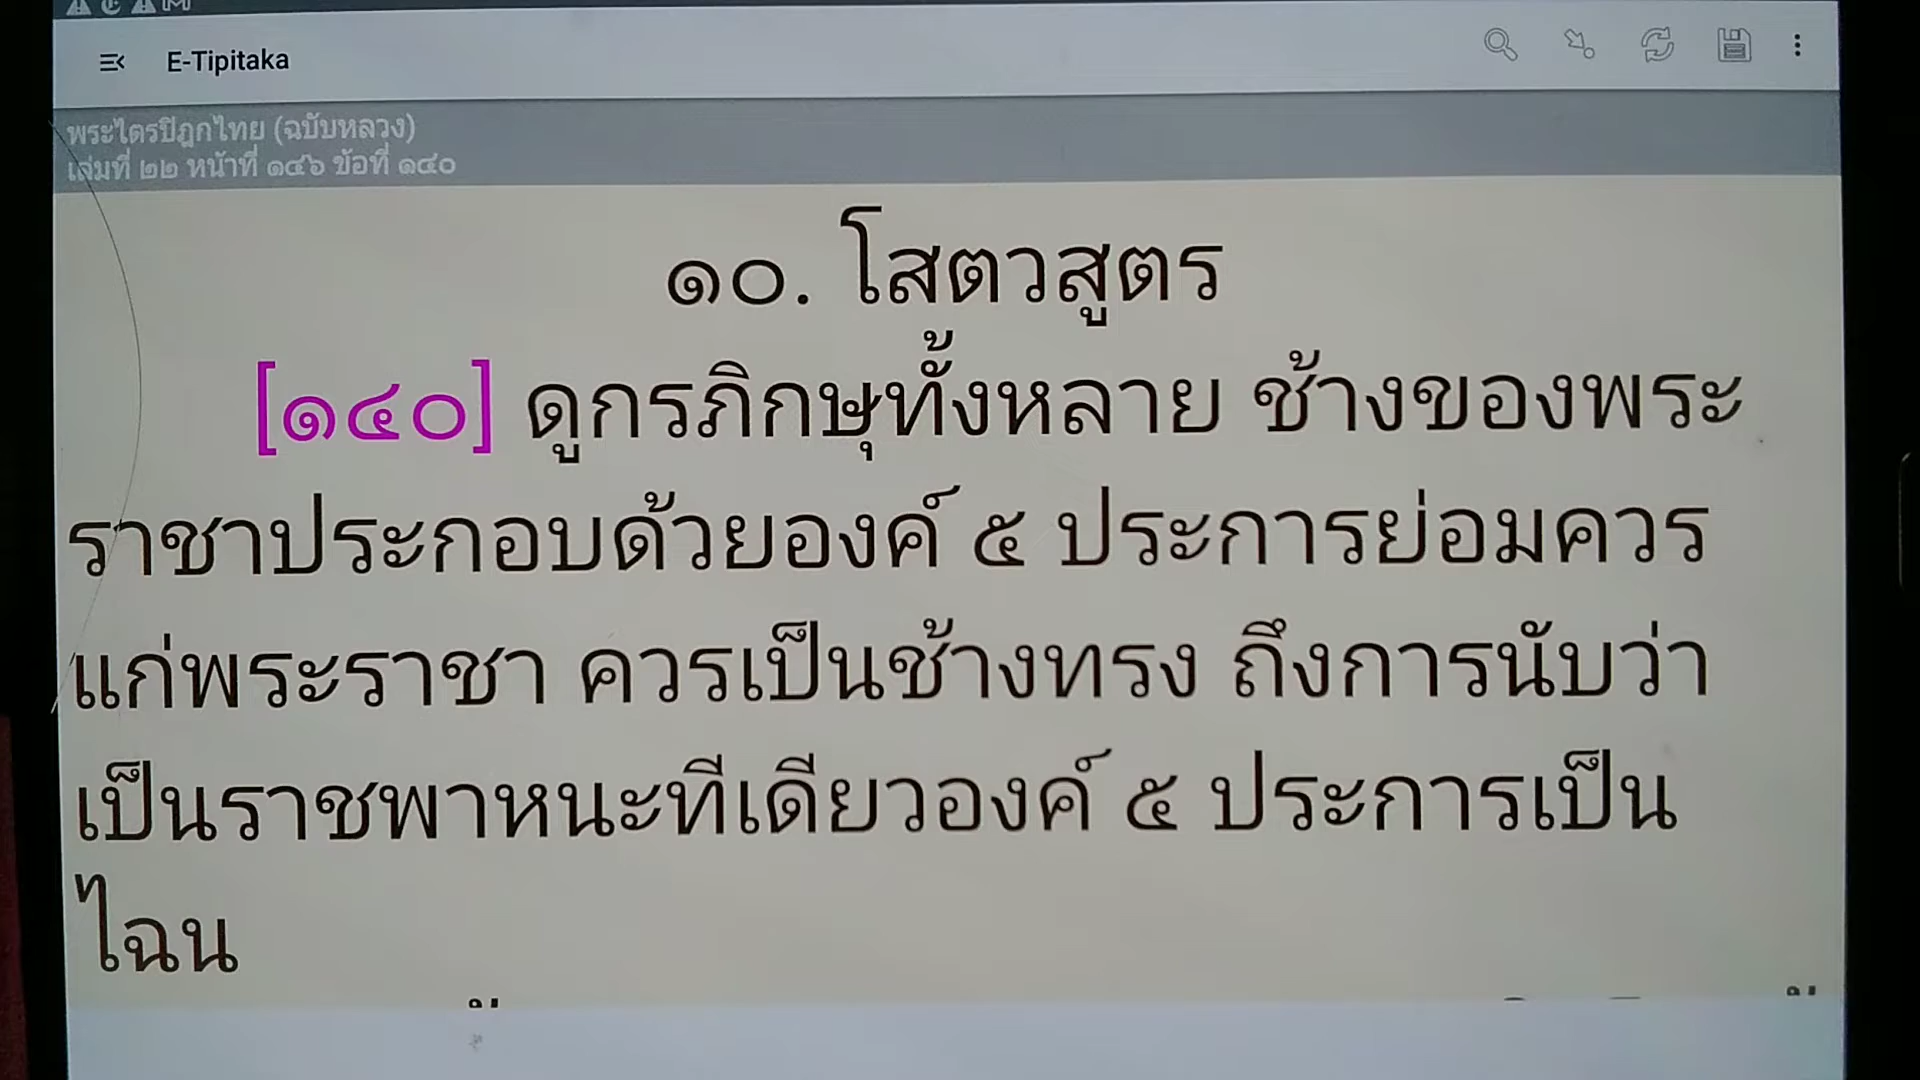 E-Tipitaka
พระไตรปิฎกไทย (ฉบับหลวง)
เล่มที่ ๒๒ หน้าที่ ๑๔๖ ข้อที่ ๑๔๐
๑๐. โสตวสูตร
[๑๔๐] ดูกรภิกษุทั้งหลาย ช้างของพระ
ราชาประกอบด้วยองค์ ๕ ประการย่อมควร
แก่พระราชา ควรเป็นช้างทรง ถึงการนับว่า
เป็นราชพาหนะทีเดียวองค์ ๕ ประการเป็น
ไฉน